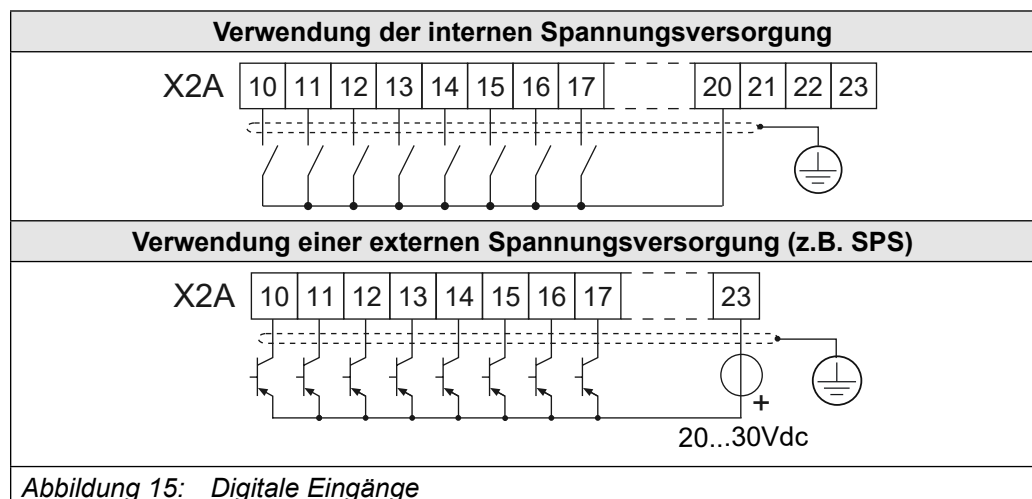 Verwendung der internen Spannungsversorgung
X2A 10 11 12 13 14 15 16 17 20 21 22 23
Verwendung einer externen Spannungsversorgung (z.B. SPS)
X2A 10 11 12 13 14 15 16 17 23
+
20...30Vdc
Abbildung 15: Digitale Eingänge